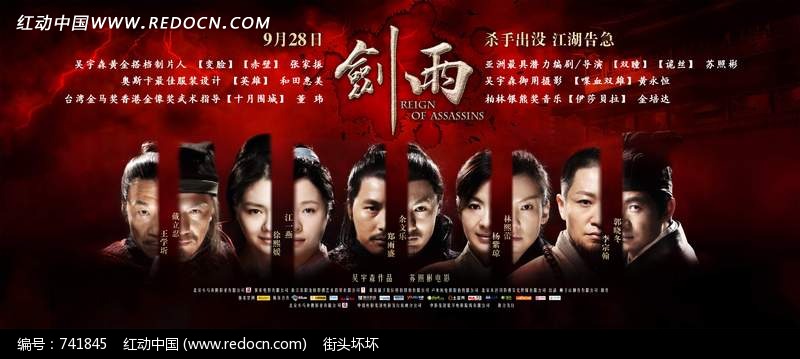 红动中国 WWW.REDOCN.COM
红动中国 WWW.REDOCN.COM
9月28日
吴宇森黄金搭档制片人 【变脸】【赤壁】 张家振
奥斯卡最佳服装设计 【英雄】 和田惠美
台湾金马奖香港金像奖武术指导【十月围城】 董 玮
劍雨
REIGN
OF ASSASSINS
杀手出没 江湖告急
亚洲最具潜力编剧/导演 【双瞳】【诡丝】 苏照彬
吴宇森御用摄影 【喋血双雄】 黄永恒
柏林银熊奖音乐【伊莎贝拉】 金培达
王学圻
戴立忍
徐熙媛
江一燕
郑雨盛
余文乐
杨紫琼
林熙蕾
李宗翰
郭晓冬
吴宇森作品 苏照彬电影
编号：741845 红动中国 (www.redocn.com) 街头坏坏